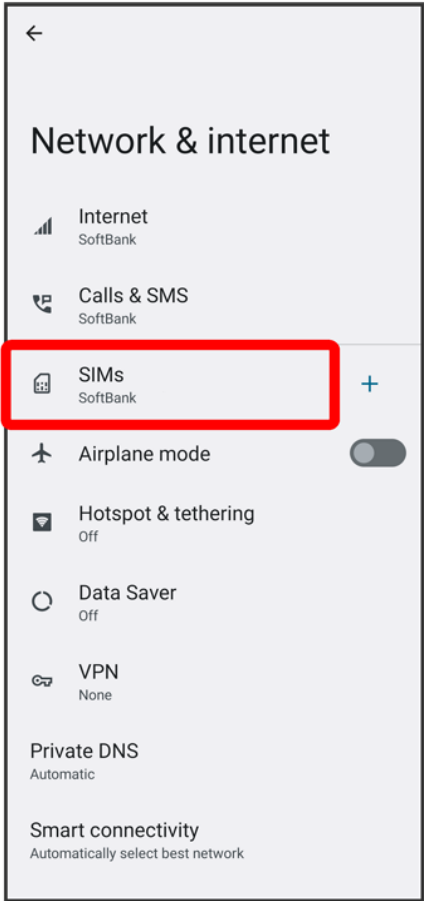 Network & internet
Internet
SoftBank
Calls & SMS
SoftBank
SIMs
SoftBank
Airplane mode
Hotspot & tethering
Off
Data Saver
Off
VPN
None
Private DNS
Automatic
Smart connectivity
Automatically select best network